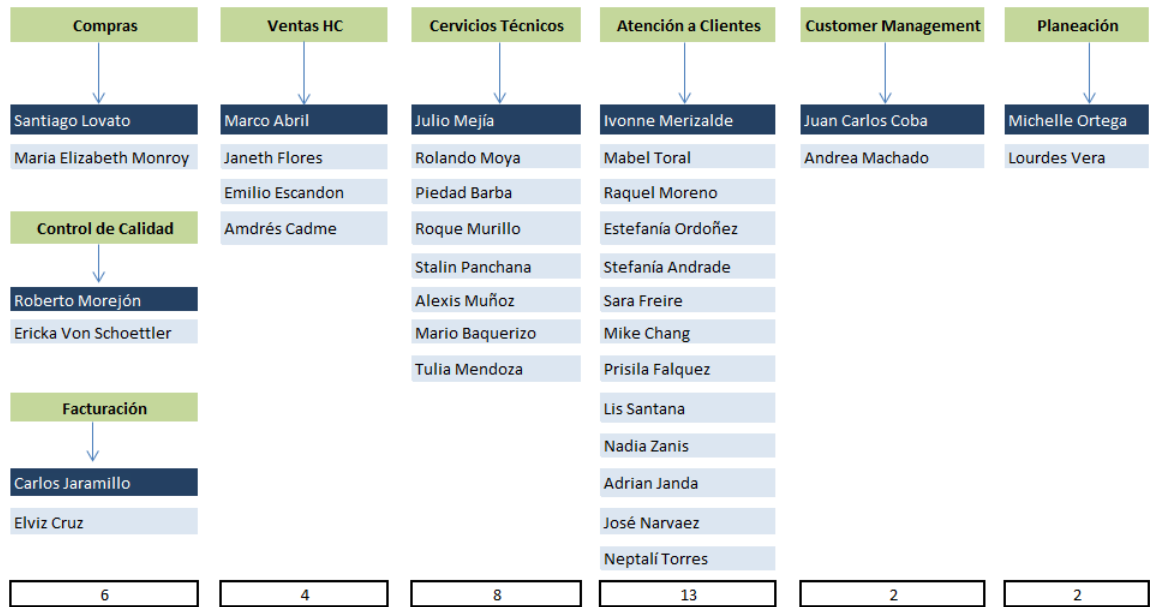 Compras
Santiago Lovato
Maria Elizabeth Monroy
Control de Calidad
Roberto Morejón
Ericka Von Schoettler
Facturación
Carlos Jaramillo
Elviz Cruz
6
Ventas HC
Marco Abril
Janeth Flores
Emilio Escandon
Amdrés Cadme
4
Cervicios Técnicos
Julio Mejía
Rolando Moya
Piedad Barba
Roque Murillo
Stalin Panchana
Alexis Muñoz
Mario Baquerizo
Tulia Mendoza
8
Atención a Clientes
Ivonne Merizalde
Mabel Toral
Raquel Moreno
Estefanía Ordoñez
Stefanía Andrade
Sara Freire
Mike Chang
Prisila Falquez
Lis Santana
Nadia Zanis
Adrian Janda
José Narvaez
Neptalí Torres
13
Customer Management
Juan Carlos Coba
Andrea Machado
2
Planeación
Michelle Ortega
Lourdes Vera
2